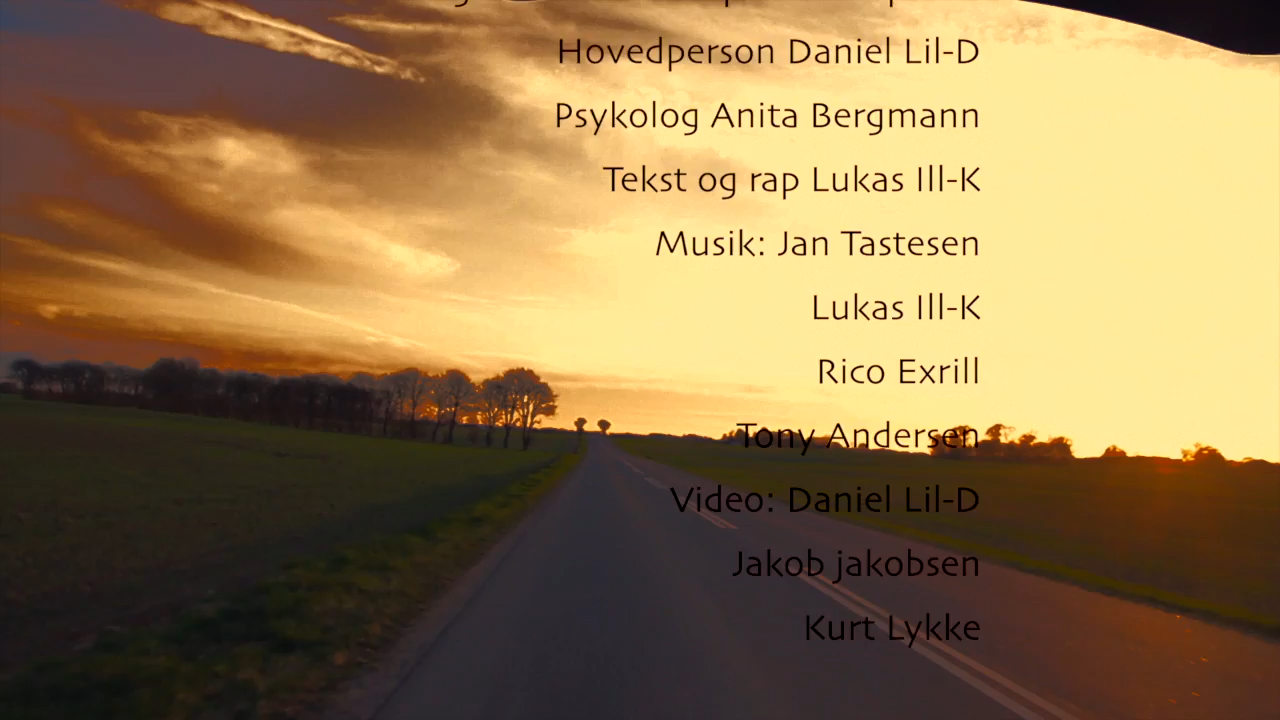 Hovedperson Daniel Lil-D
Psykolog Anita Bergmann
Tekst og rap Lukas Ill-K
Musik: Jan Tastesen
Lukas Ill-K
Rico Exrill
Tony Andersen
Video: Daniel Lil-D
Jakob jakobsen
Kurt Lykke